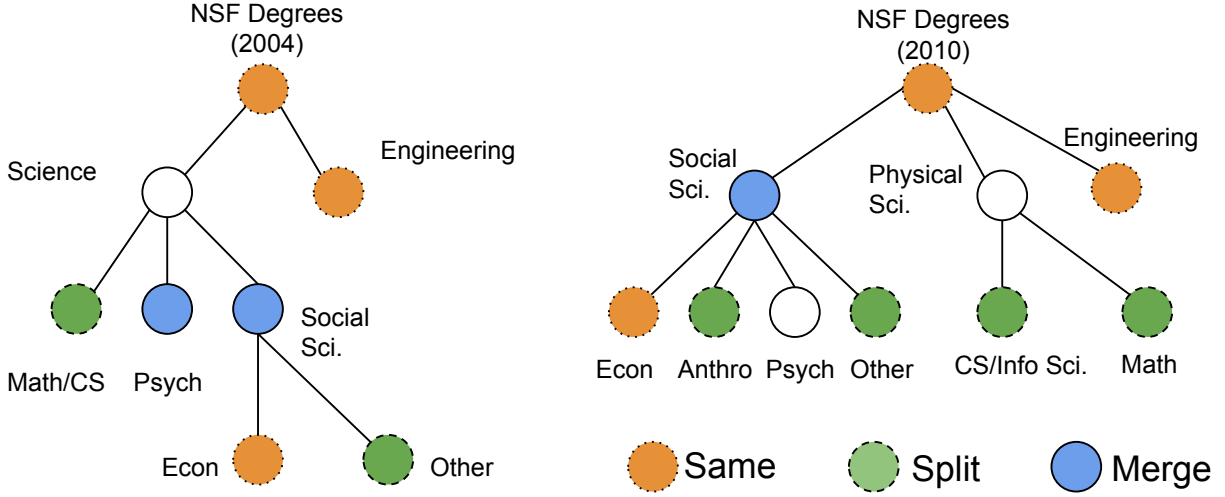 NSF Degrees
(2004)
Science
Engineering
Math/CS
Psych
Social
Sci.
Econ
Other
NSF Degrees
(2010)
Social
Sci.
Physical
Sci.
Engineering
Econ
Anthro
Psych
Other
CS/Info Sci.
Math
Same
Split
Merge